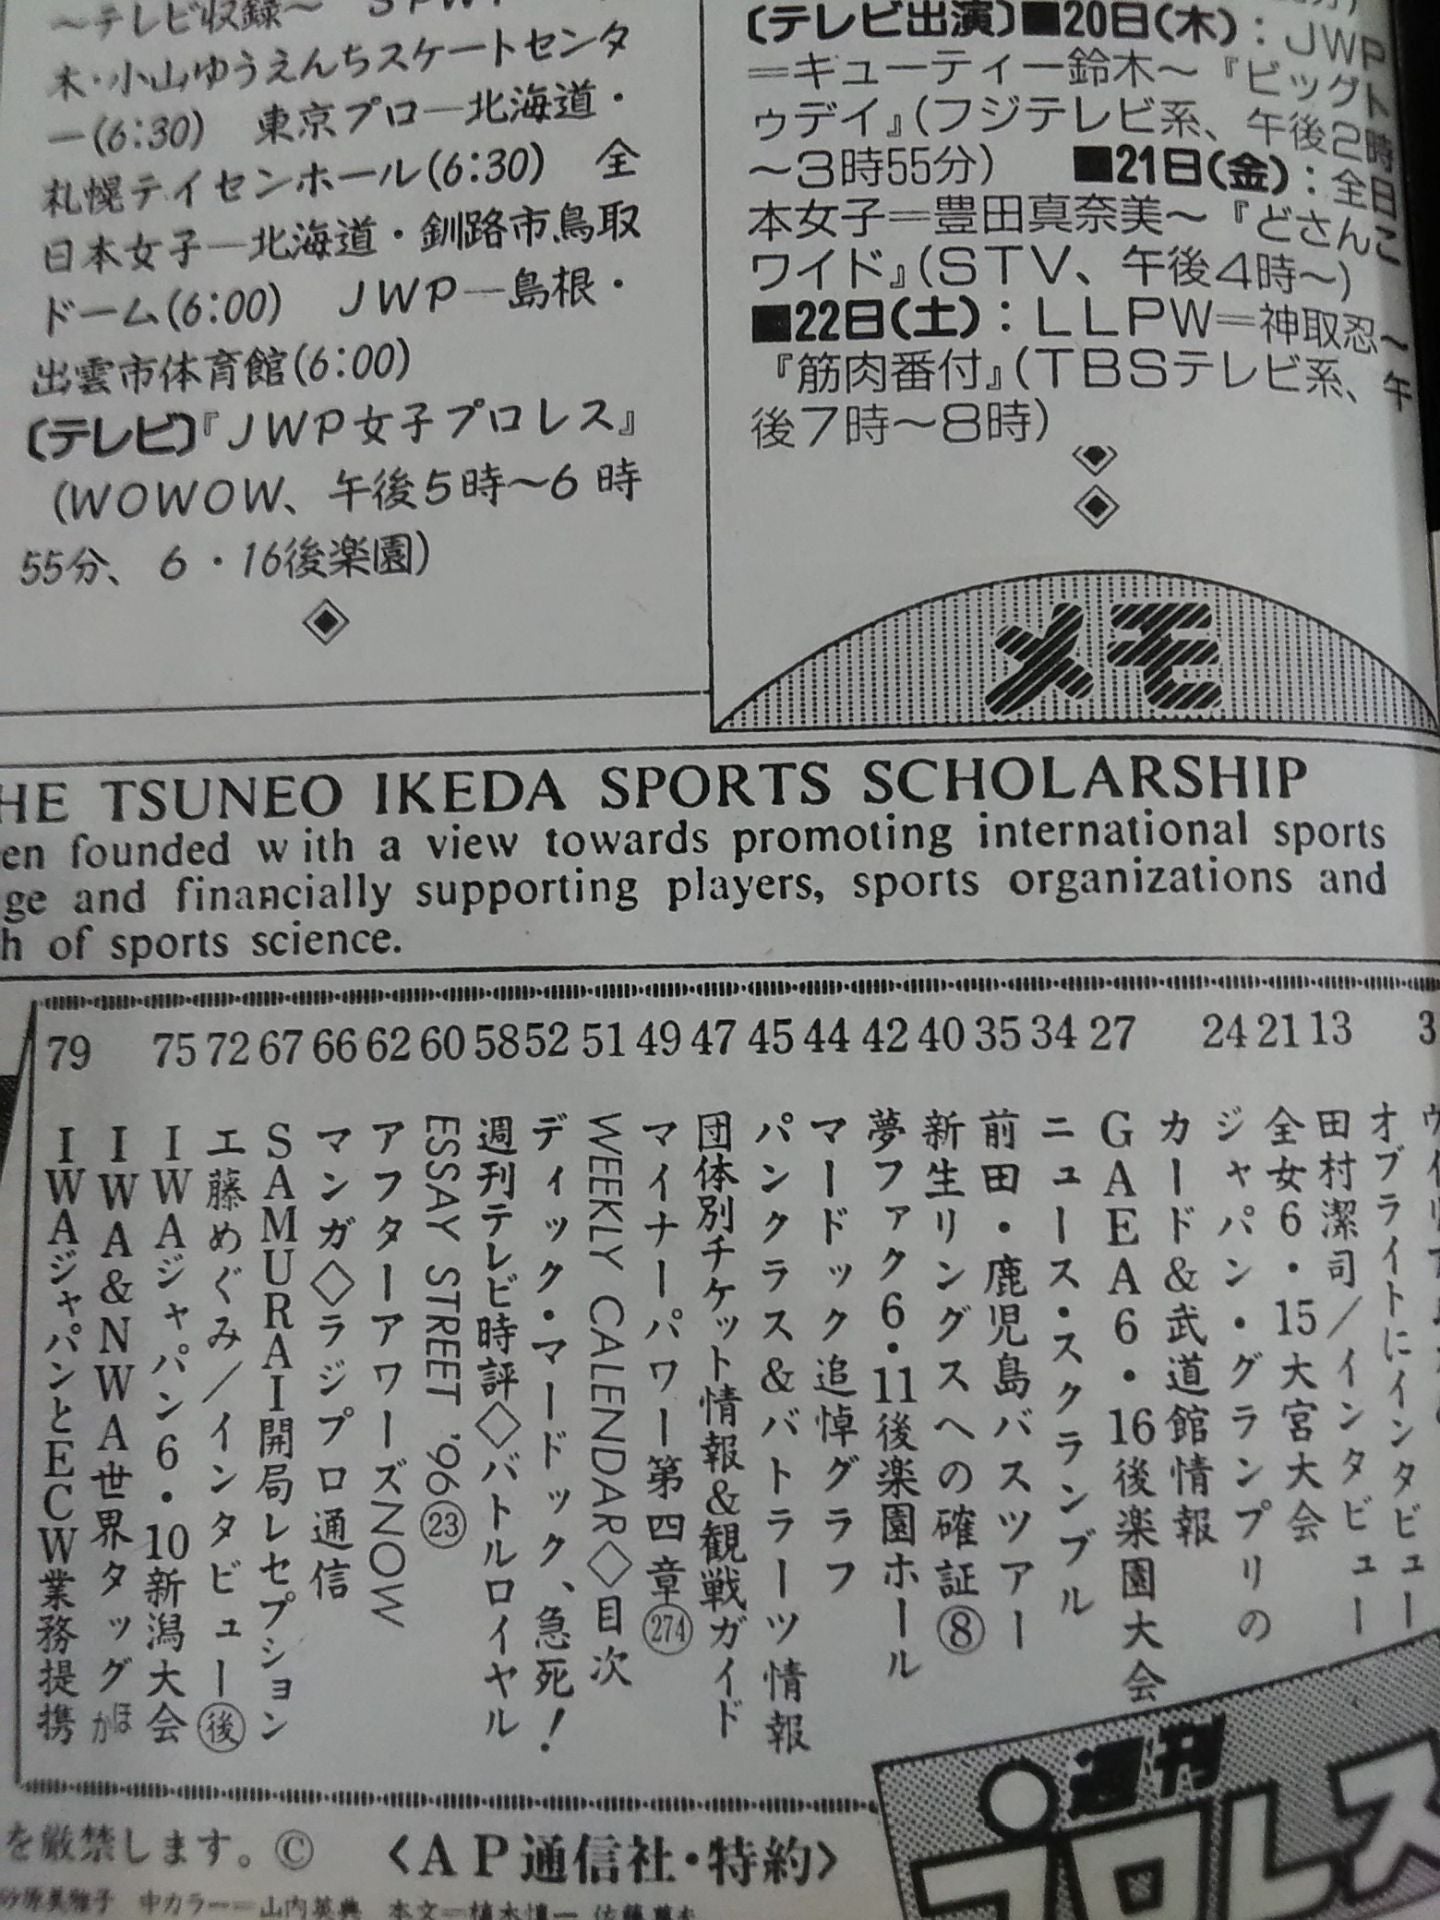 ～テレビ収録～
木・小山ゆうえんちスケートセンタ
ー(6:30)　東京プロ―北海道・
札幌テイセンホール(6:30)　全
日本女子―北海道・釧路市鳥取
ドーム(6:00)　JWP―島根・
出雲市体育館(6:00)
〔テレビ〕『JWP女子プロレス』
(WOWOW、午後5時～6時
55分、6・16後楽園)
〔テレビ出演〕■20日(木)：JWP
＝キューティー鈴木～『ビッグト
ゥデイ』(フジテレビ系、午後2時
～3時55分)　■21日(金)：全日
本女子＝豊田真奈美～『どさんこ
ワイド』(STV、午後4時～)
■22日(土)：LLPW＝神取忍～
『筋肉番付』(TBSテレビ系、午
後7時～8時)
メモ
HE TSUNEO IKEDA SPORTS SCHOLARSHIP
en founded with a view towards promoting international sports
ge and financially supporting players, sports organizations and
h of sports science.
3
オブライトにインタビュー
13 田村潔司／インタビュー
21 全女6・15大宮大会
24 ジャパン・グランプリの
カード&武道館情報
27 GAEA6・16後楽園大会
34 ニュース・スクランブル
35 前田・鹿児島バスツアー
40 新生リングスへの確証⑧
42 夢ファク6・11後楽園ホール
44 マードック追悼グラフ
45 パンクラス&バトラーツ情報
47 団体別チケット情報&観戦ガイド
49 マイナーパワー第四章(274)
51 WEEKLY CALENDAR◇目次
52 ディック・マードック、急死！
58 週刊テレビ時評◇バトルロイヤル
60 ESSAY STREET '96㉓
62 アフターアワーズNOW
66 マンガ◇ラジプロ通信
67 SAMURAI開局レセプション
72 工藤めぐみ／インタビュー(後)
75 IWAジャパン6・10新潟大会
IWA&NWA世界タッグほか
79 IWAジャパンとECW業務提携
を厳禁します。©　〈AP通信社・特約〉
中カラー＝山内英典　本文＝
週刊
プロレス